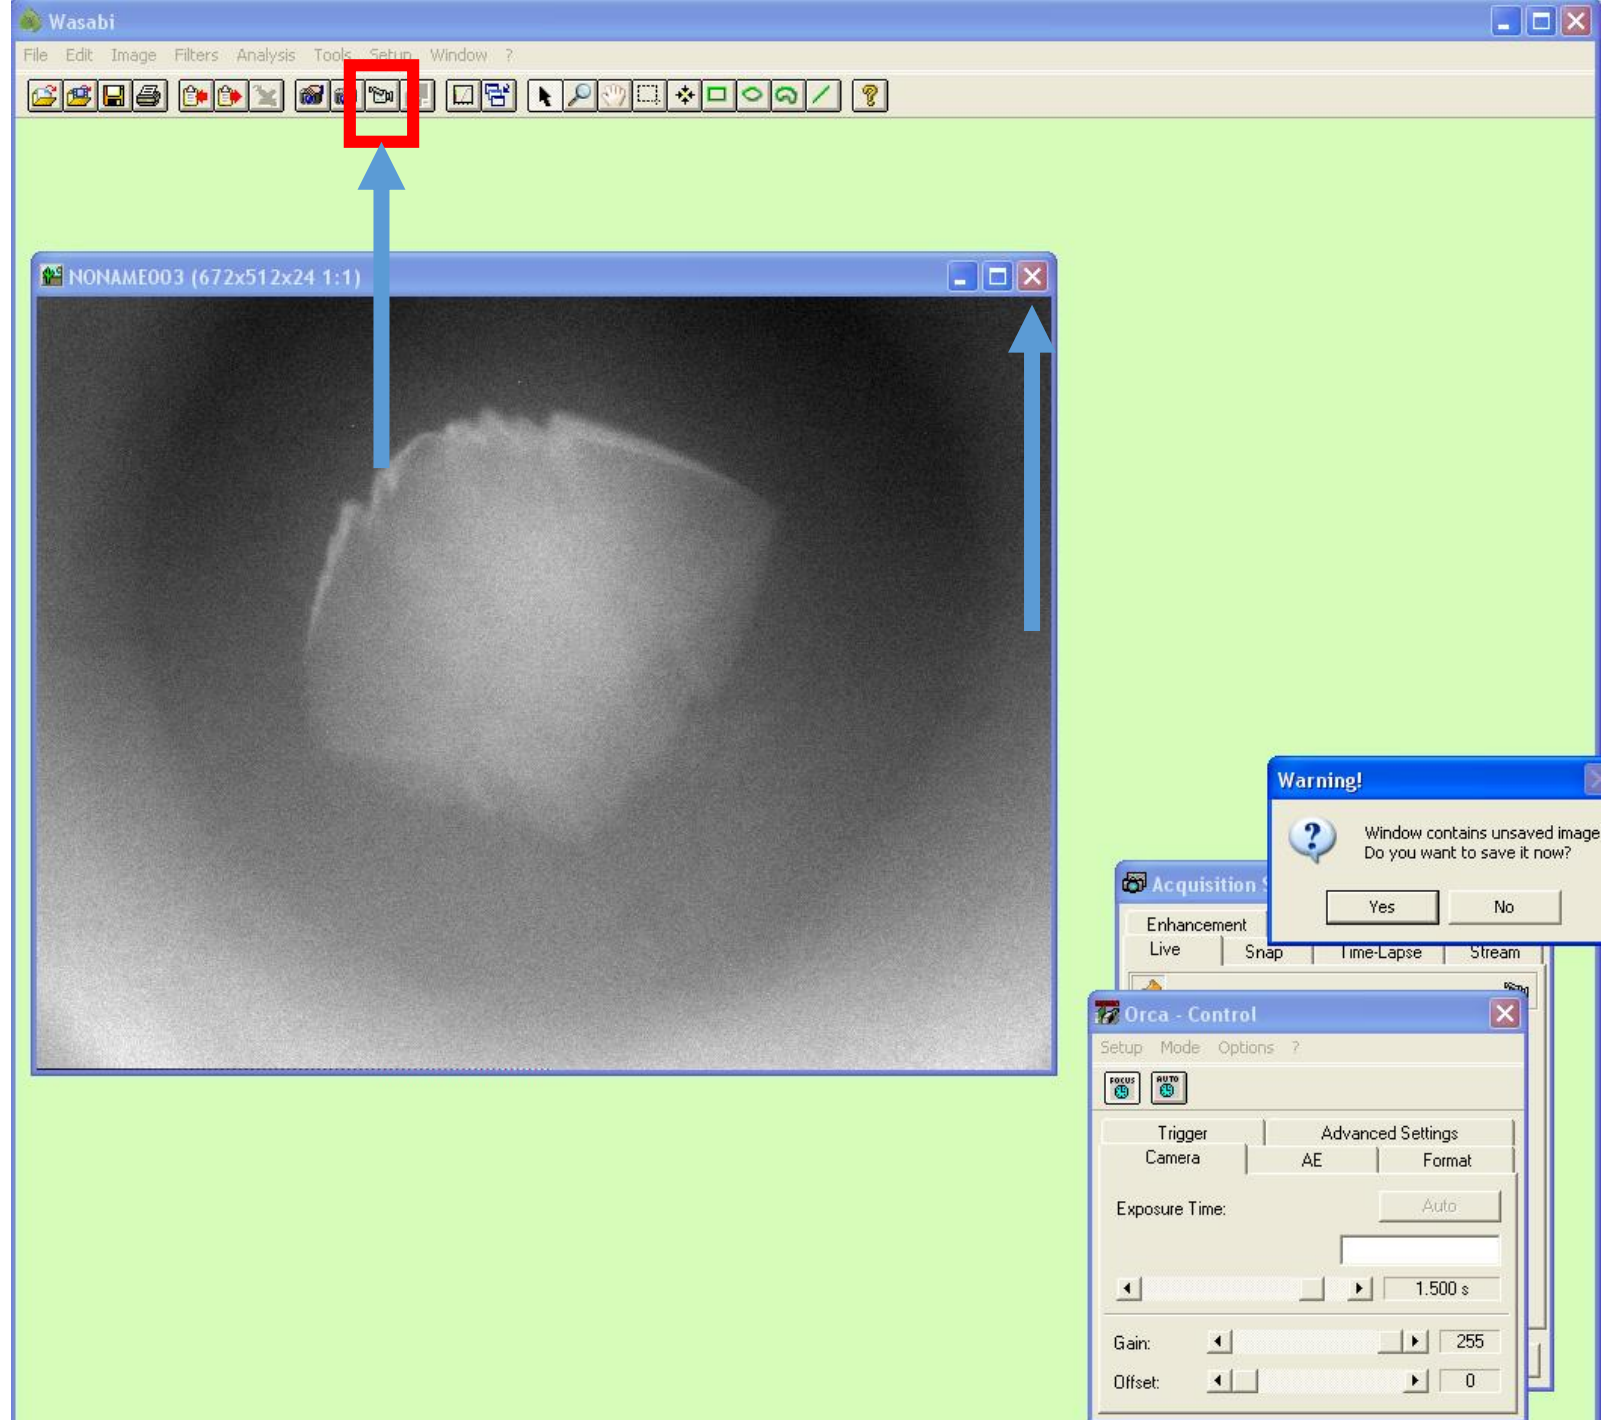 Wasabi
File Edit Image Filters Analysis Tools Setup Window ?
NONAME003 (672x512x24 1:1)
Warning!
Window contains unsaved image
Do you want to save it now?
Yes No
Acquisition
Enhancement
Live Snap Time-Lapse Stream
Orca - Control
Setup Mode Options ?
FOCUS AUTO
Trigger Advanced Settings
Camera AE Format
Exposure Time: Auto
1.500 s
Gain: 255
Offset: 0